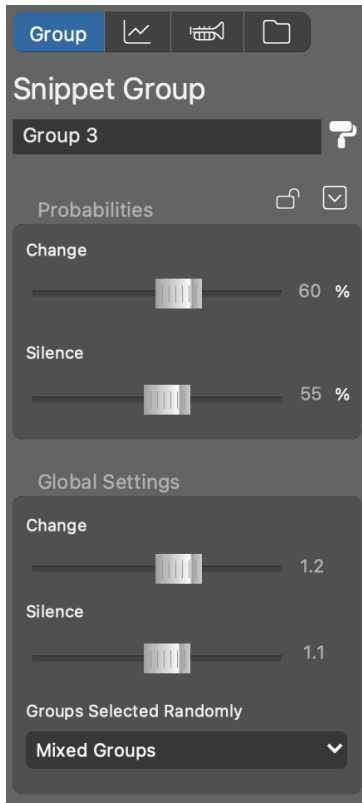 Group
Snippet Group
Group 3
Probabilities
Change
60 %
Silence
55 %
Global Settings
Change
1.2
Silence
1.1
Groups Selected Randomly
Mixed Groups